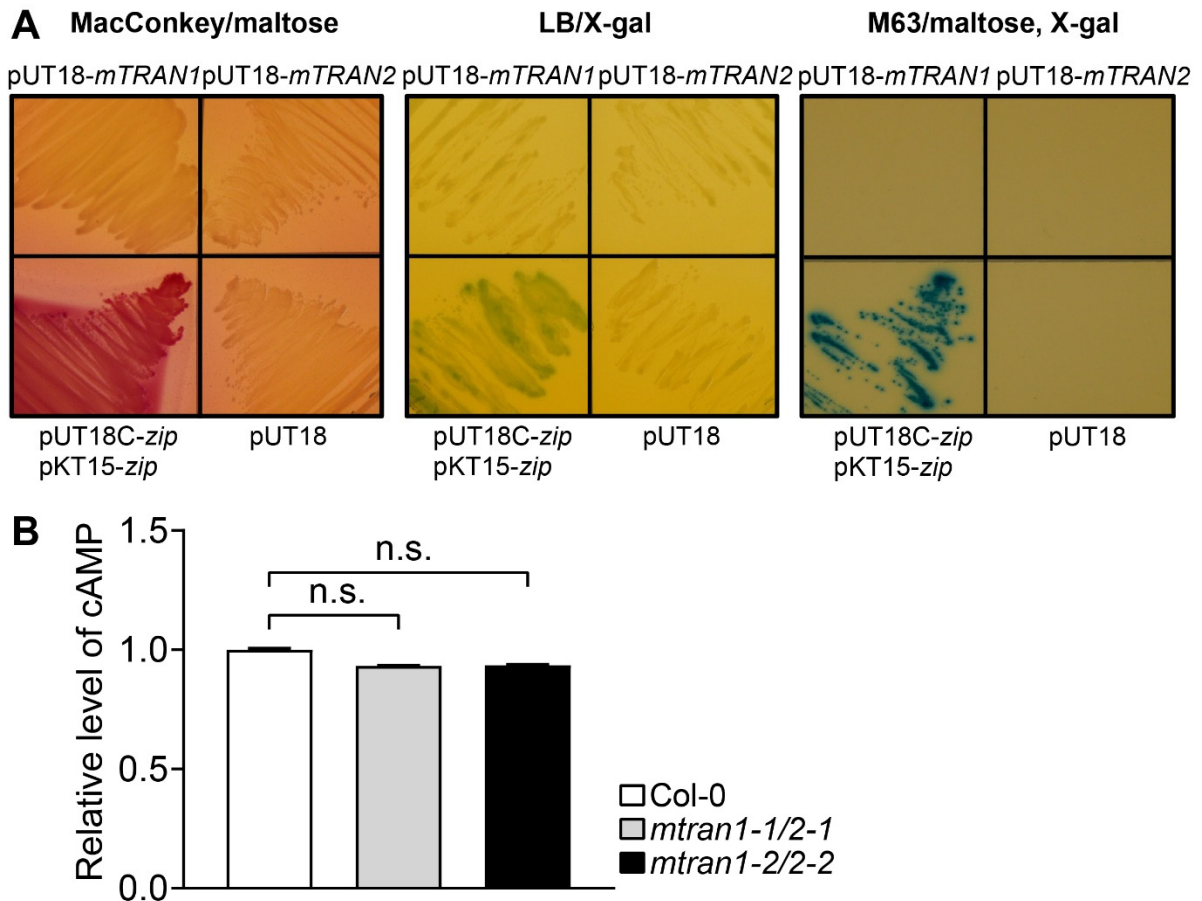 A
MacConkey/maltose
LB/X-gal
M63/maltose, X-gal
pUT18-mTRAN1 pUT18-mTRAN2
pUT18-mTRAN1 pUT18-mTRAN2
pUT18-mTRAN1 pUT18-mTRAN2
pUT18C-zip
pKT15-zip
pUT18
pUT18C-zip
pKT15-zip
pUT18
pUT18C-zip
pKT15-zip
pUT18
B
Relative level of cAMP
1.5
1.0
0.5
0.0
n.s.
n.s.
Col-0
mtran1-1/2-1
mtran1-2/2-2